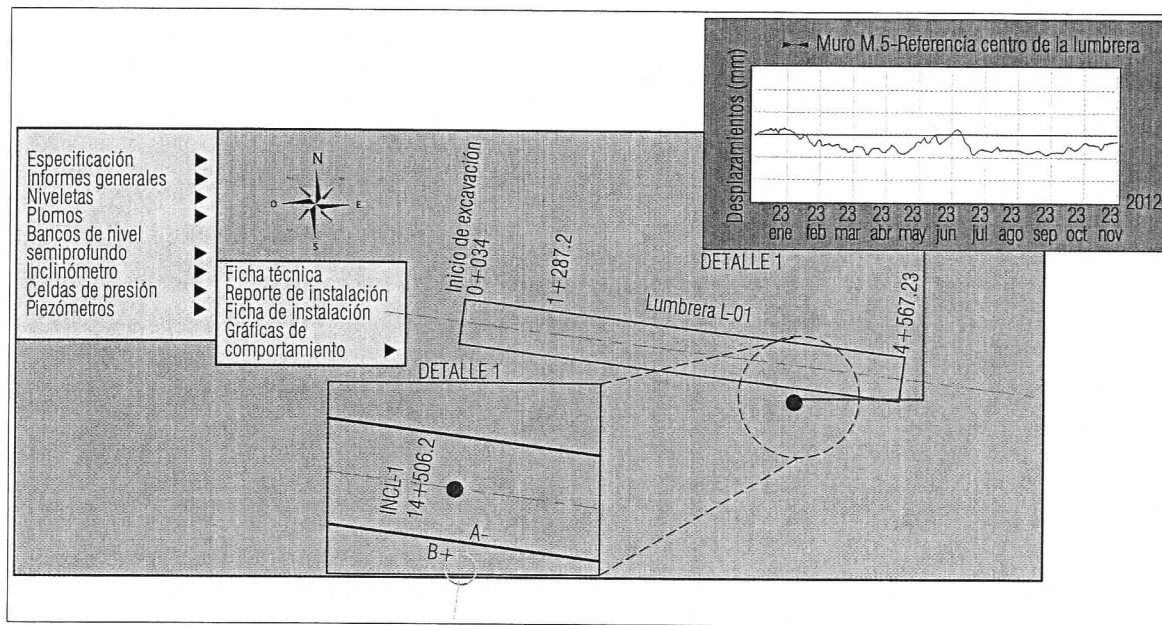 Muro M.5-Referencia centro de la lumbrera
Desplazamientos (mm)
23 23 23 23 23 23 23 23 23 23 23
ene feb mar abr may jun jul ago sep oct nov
2012
DETALLE 1
Especificación
Informes generales
Niveletas
Plomos
Bancos de nivel
semiprofundo
Inclinómetro
Celdas de presión
Piezómetros
N
O
E
S
Ficha técnica
Reporte de instalación
Ficha de instalación
Gráficas de
comportamiento
Inicio de excavación
0+034
1+287.2
Lumbrera L-01
4+567.23
DETALLE 1
INCL-1
14+506.2
A-
B+